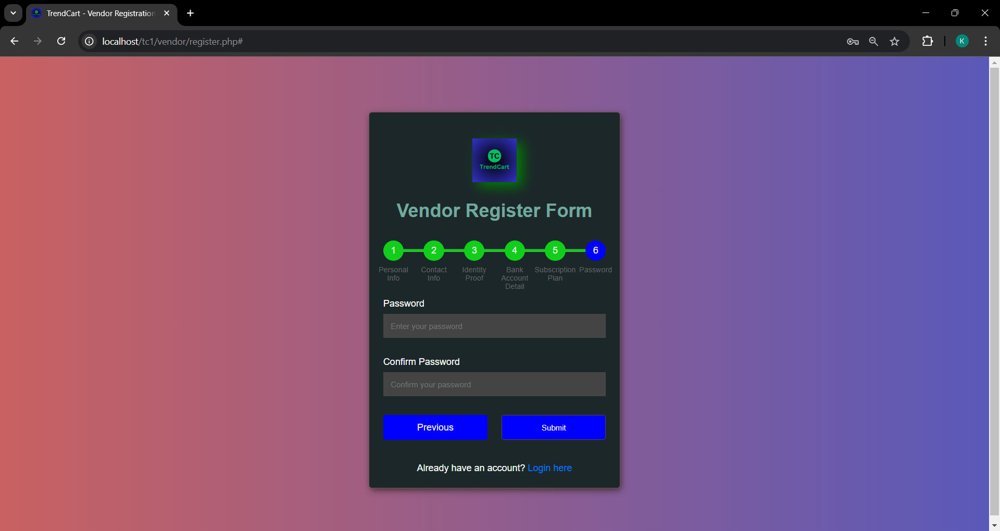 TrendCart - Vendor Registration
localhost/tc1/vendor/register.php#
K
TC
TrendCart
Vendor Register Form
1 2 3 4 5 6
Personal Info
Contact Info
Identity Proof
Bank Account Detail
Subscription Plan
Password
Password
Enter your password
Confirm Password
Confirm your password
Previous
Submit
Already have an account? Login here